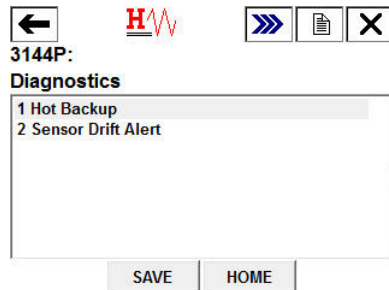 H
3144P:
Diagnostics
1 Hot Backup
2 Sensor Drift Alert
SAVE HOME